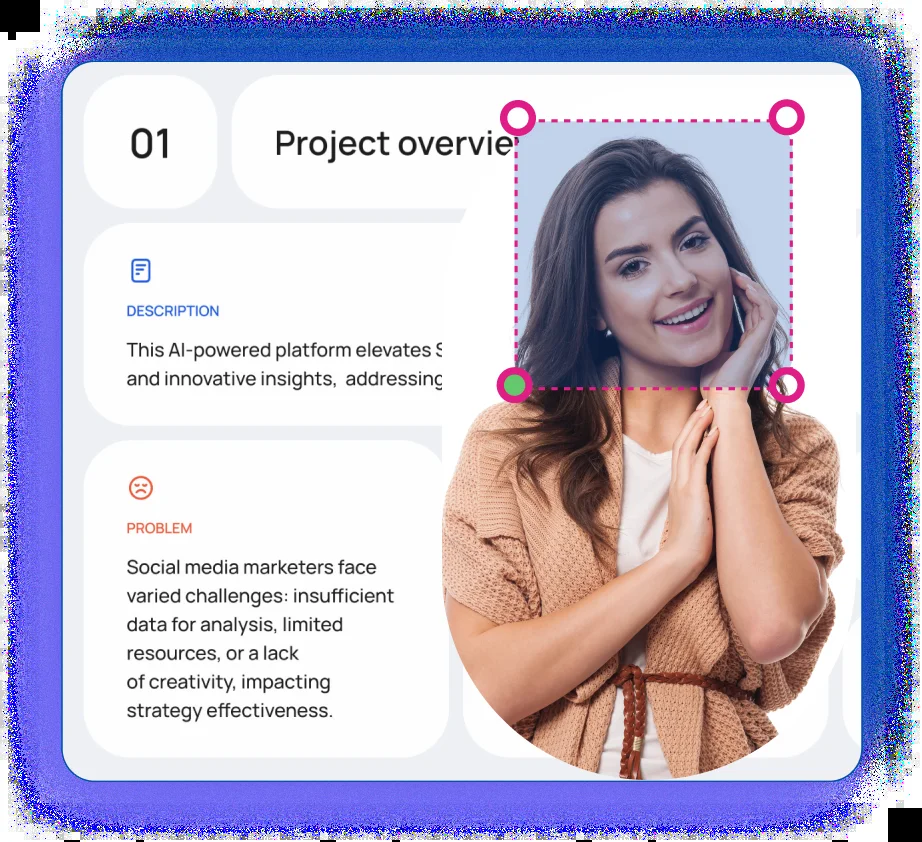 01
Project overvie
DESCRIPTION
This AI-powered platform elevates
and innovative insights, addressing
PROBLEM
Social media marketers face
varied challenges: insufficient
data for analysis, limited
resources, or a lack
of creativity, impacting
strategy effectiveness.